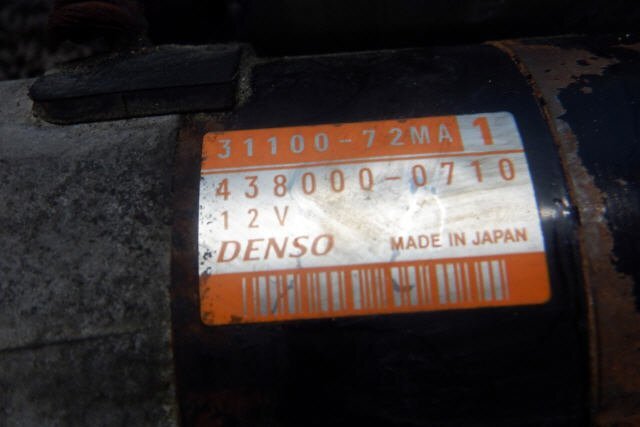 31100-72MA 1
438000-0710
12V
DENSO MADE IN JAPAN